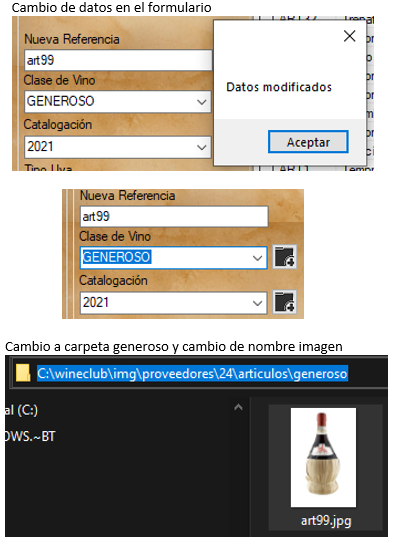 Cambio de datos en el formulario
Nueva Referencia
art99
Clase de Vino
GENEROSO
Catalogación
2021
Tipo Uva
Datos modificados
Aceptar
Nueva Referencia
art99
Clase de Vino
GENEROSO
Catalogación
2021
Cambio a carpeta generoso y cambio de nombre imagen
C:\wineclub\img\proveedores\24\articulos\generoso
al (C:)
OWS.~BT
art99.jpg